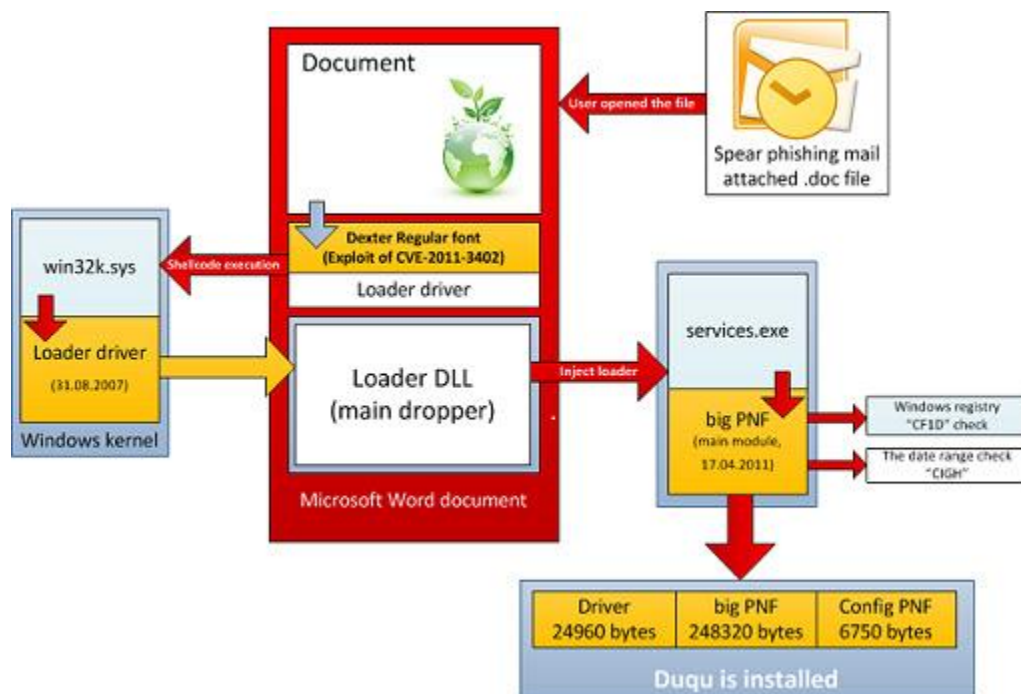 Document
User opened the file
Spear phishing mail
attached .doc file
Dexter Regular font
(Exploit of CVE-2011-3402)
Loader driver
Shellcode execution
win32k.sys
Loader driver
(31.08.2007)
Windows kernel
Loader DLL
(main dropper)
Microsoft Word document
Inject loader
services.exe
big PNF
(main module,
17.04.2011)
Windows registry
"CF1D" check
The date range check
"CIGH"
Driver
24960 bytes
big PNF
248320 bytes
Config PNF
6750 bytes
Duqu is installed